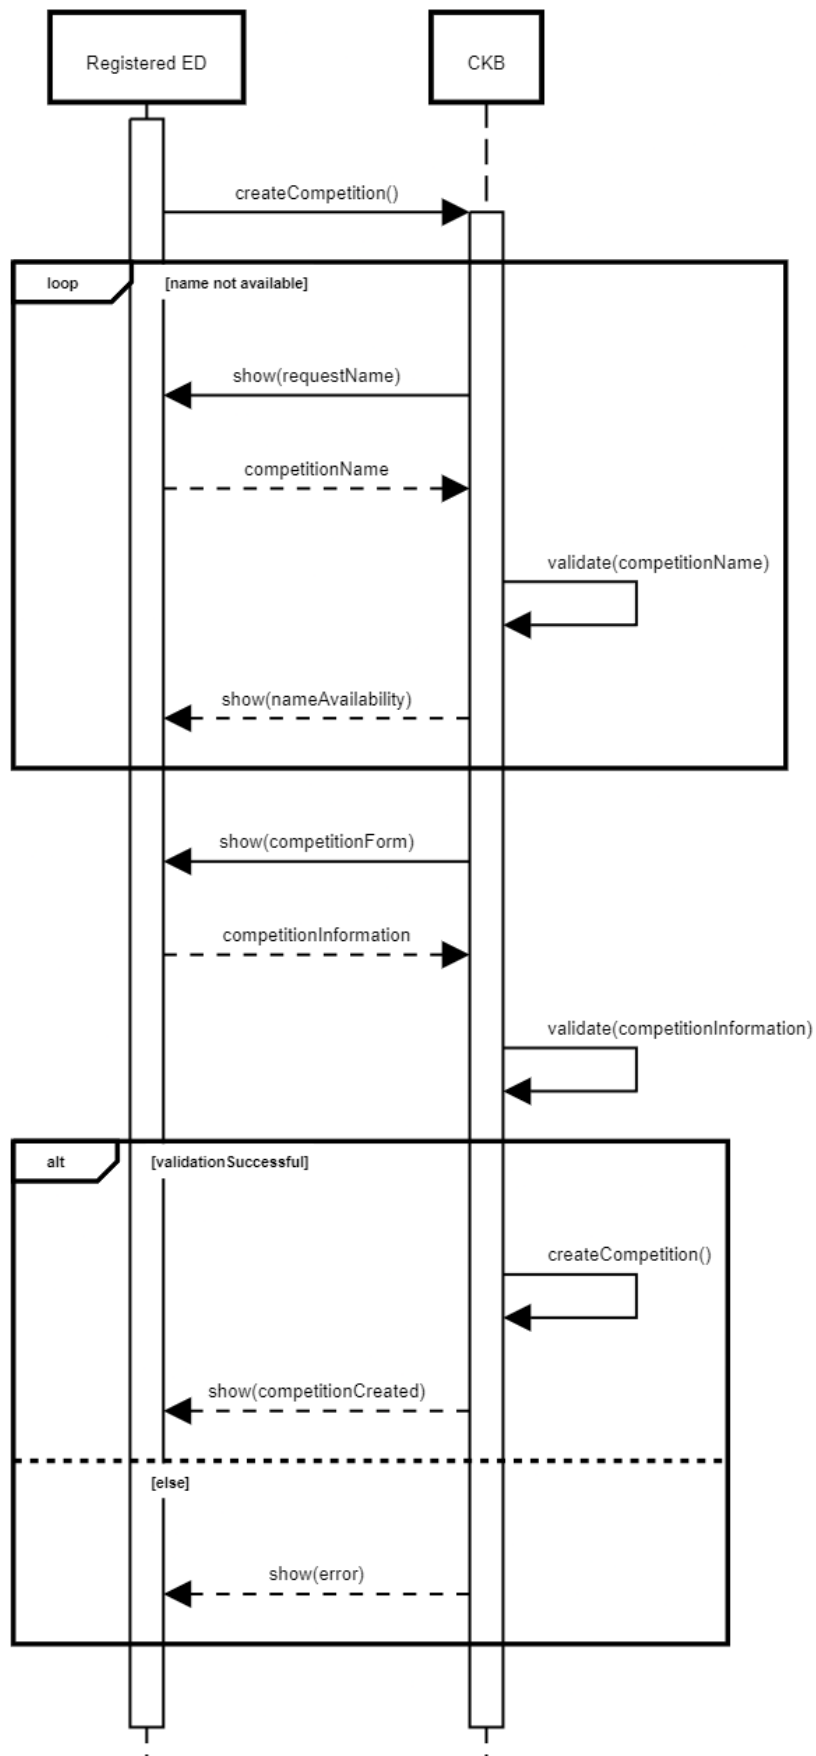 Registered ED
CKB
createCompetition()
loop
[name not available]
show(requestName)
competitionName
validate(competitionName)
show(nameAvailability)
show(competitionForm)
competitionInformation
validate(competitionInformation)
alt
[validationSuccessful]
createCompetition()
show(competitionCreated)
[else]
show(error)